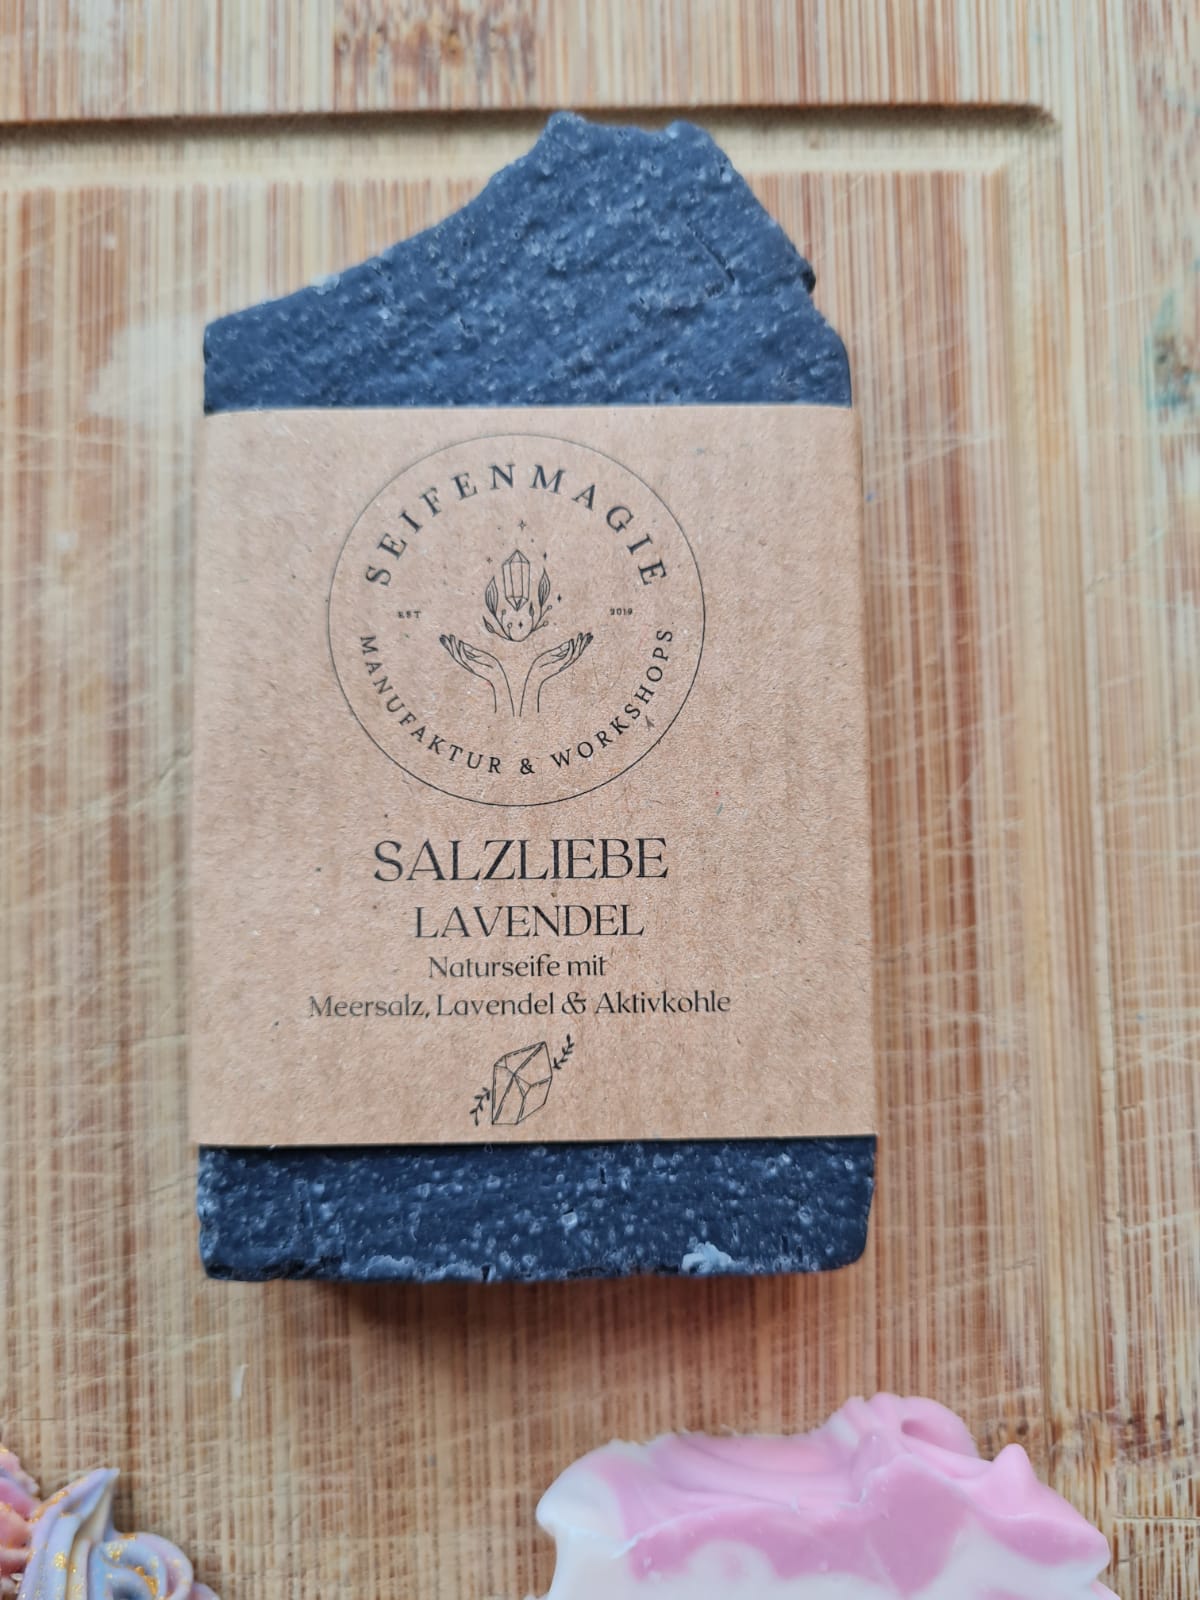 SEIFENMAGIE
EST 2019
MANUFAKTUR & WORKSHOPS
SALZLIEBE
LAVENDEL
Naturseife mit
Meersalz, Lavendel & Aktivkohle